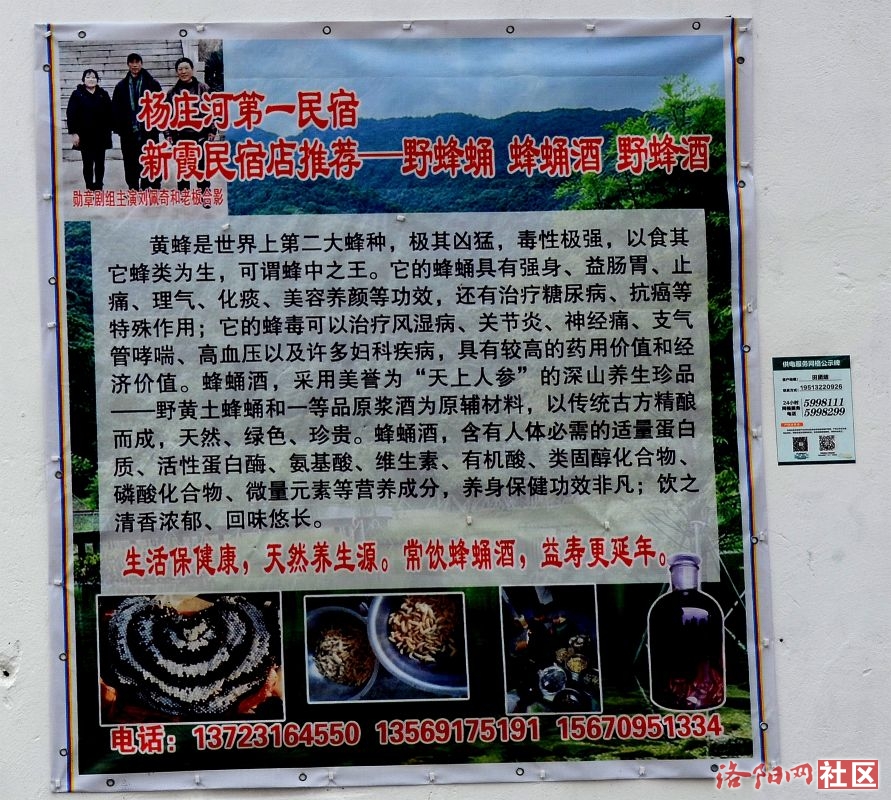 杨庄河第一民宿
新霞民宿店推荐—野蜂蛹 蜂蛹酒 野蜂酒
勋章剧组主演刘佩奇和老板合影
黄蜂是世界上第二大蜂种，极其凶猛，毒性极强，以食其
它蜂类为生，可谓蜂中之王。它的蜂蛹具有强身、益肠胃、止
痛、理气、化痰、美容养颜等功效，还有治疗糖尿病、抗癌等
特殊作用；它的蜂毒可以治疗风湿病、关节炎、神经痛、支气
管哮喘、高血压以及许多妇科疾病，具有较高的药用价值和经
济价值。蜂蛹酒，采用美誉为“天上人参”的深山养生珍品
——野黄土蜂蛹和一等品原浆酒为原辅材料，以传统古方精酿
而成，天然、绿色、珍贵。蜂蛹酒，含有人体必需的适量蛋白
质、活性蛋白酶、氨基酸、维生素、有机酸、类固醇化合物、
磷酸化合物、微量元素等营养成分，养身保健功效非凡；饮之
清香浓郁、回味悠长。
生活保健康，天然养生源。常饮蜂蛹酒，益寿更延年。
电话：13723164550 13569175191 15670951334
供电服务网格公示牌
19513220926
24小时
5998111
5998299
电话
洛阳网社区